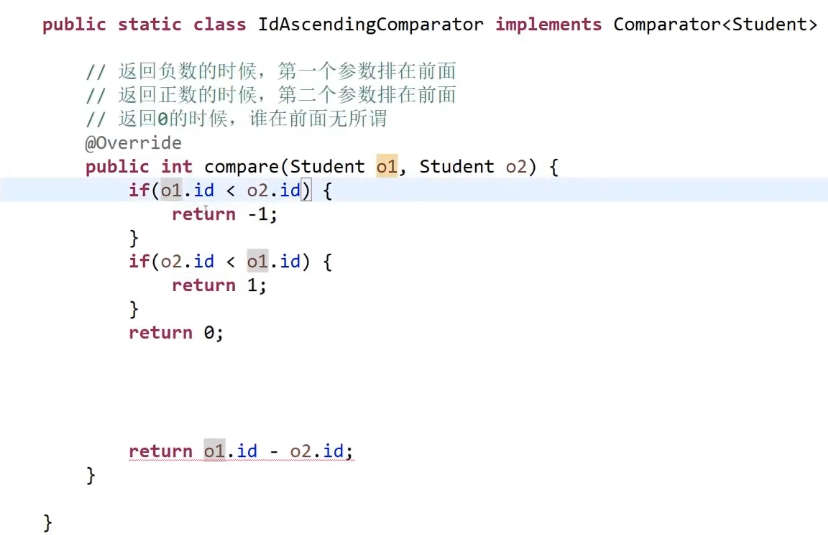 public static class IdAscendingComparator implements Comparator<Student>
// 返回负数的时候，第一个参数排在前面
// 返回正数的时候，第二个参数排在前面
// 返回0的时候，谁在前面无所谓
@Override
public int compare(Student o1, Student o2) {
if(o1.id < o2.id) {
return -1;
}
if(o2.id < o1.id) {
return 1;
}
return 0;
return o1.id - o2.id;
}
}